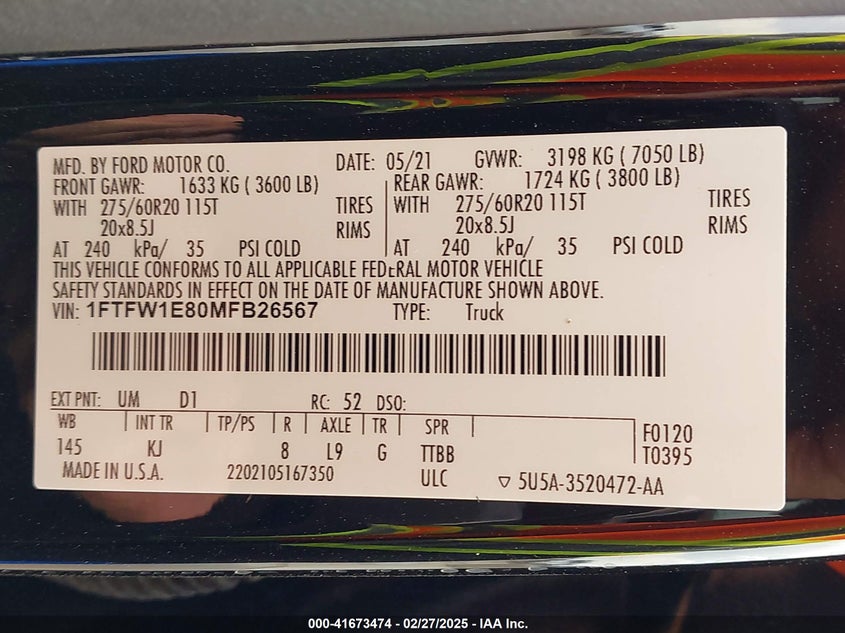 MFD. BY FORD MOTOR CO. DATE: 05/21 GVWR: 3198 KG ( 7050 LB)
FRONT GAWR: 1633 KG ( 3600 LB) REAR GAWR: 1724 KG ( 3800 LB)
WITH 275/60R20 115T TIRES WITH 275/60R20 115T TIRES
20x8.5J RIMS 20x8.5J RIMS
AT 240 kPa/ 35 PSI COLD AT 240 kPa/ 35 PSI COLD
THIS VEHICLE CONFORMS TO ALL APPLICABLE FEDERAL MOTOR VEHICLE
SAFETY STANDARDS IN EFFECT ON THE DATE OF MANUFACTURE SHOWN ABOVE.
VIN: 1FTFW1E80MFB26567 TYPE: Truck
EXT PNT: UM D1 RC: 52 DSO:
WB INT TR TP/PS R AXLE TR SPR F0120
145 KJ 8 L9 G TTBB T0395
MADE IN U.S.A. 2202105167350 ULC ▽ 5U5A-3520472-AA
000-41673474 - 02/27/2025 - IAA Inc.